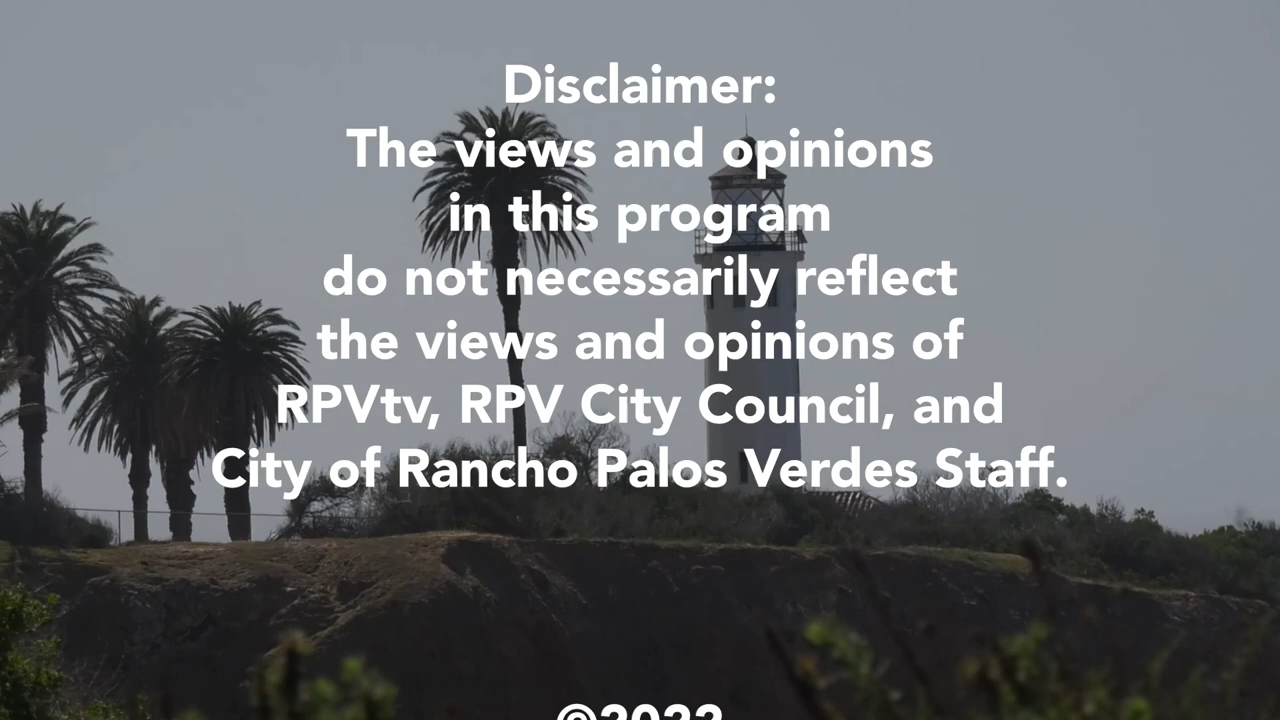 Disclaimer:
The views and opinions
in this program
do not necessarily reflect
the views and opinions of
RPVtv, RPV City Council, and
City of Rancho Palos Verdes Staff.